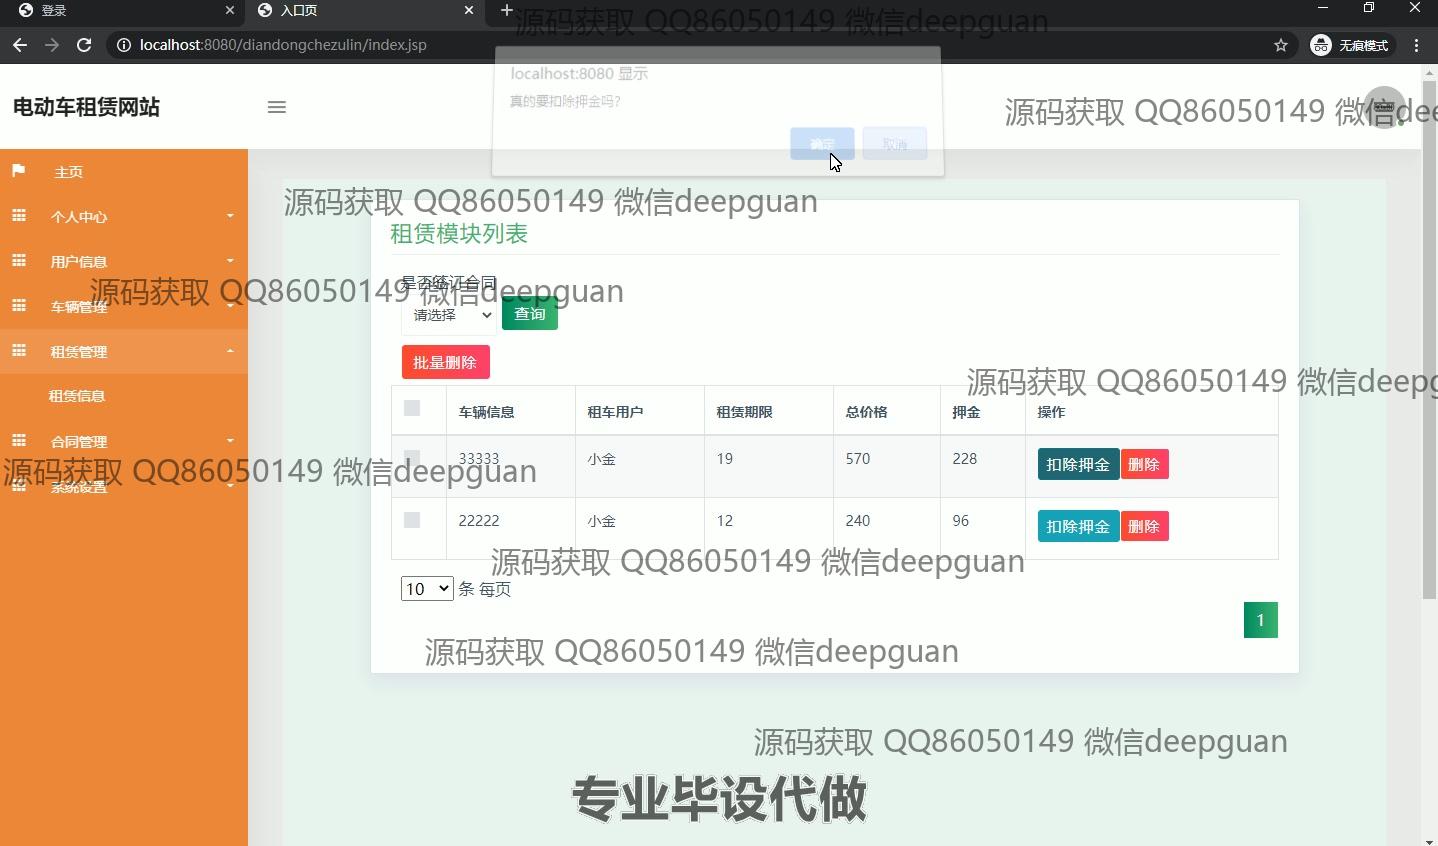 登录
入口页
源码获取 QQ86050149 微信deepguan
localhost:8080/diandongchezulin/index.jsp
无痕模式
localhost:8080 显示
真的要扣除押金吗?
确定
取消
电动车租赁网站
源码获取 QQ86050149 微信dee
主页
个人中心
用户信息
车辆管理
租赁管理
租赁信息
合同管理
系统设置
源码获取 QQ86050149 微信deepguan
租赁模块列表
是否签订合同
源码获取 QQ86050149 微信deepguan
请选择
查询
批量删除
源码获取 QQ86050149 微信deepg
车辆信息 租车用户 租赁期限 总价格 押金 操作
33333 小金 19 570 228 扣除押金 删除
源码获取 QQ86050149 微信deepguan
22222 小金 12 240 96 扣除押金 删除
源码获取 QQ86050149 微信deepguan
10 条 每页
1
源码获取 QQ86050149 微信deepguan
源码获取 QQ86050149 微信deepguan
专业毕设代做